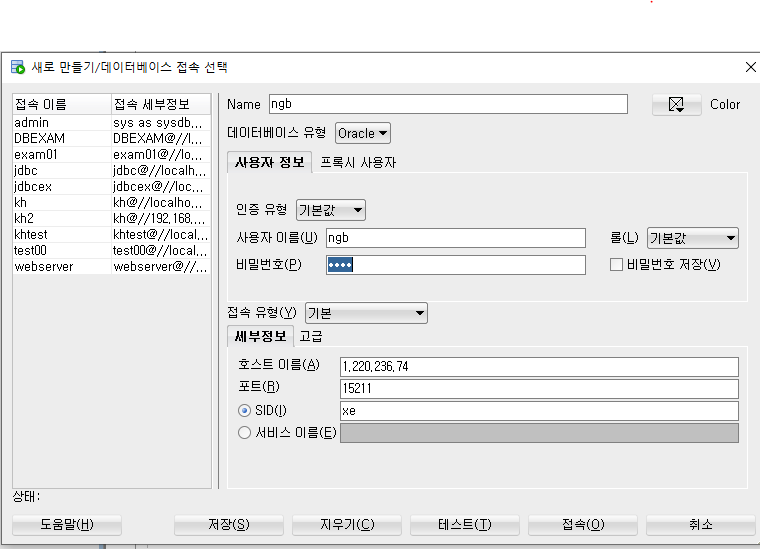 새로 만들기/데이터베이스 접속 선택
접속 이름 접속 세부정보
admin sys as sysdb...
DBEXAM DBEXAM@//l...
exam01 exam01@//lo...
jdbc jdbc@//localh...
jdbcex jdbcex@//loc...
kh kh@//localho...
kh2 kh@//192,168,...
khtest khtest@//local...
test00 test00@//local...
webserver webserver@//...
Name ngb Color
데이터베이스 유형 Oracle
사용자 정보 프록시 사용자
인증 유형 기본값
사용자 이름(U) ngb 롤(L) 기본값
비밀번호(P) •••• 비밀번호 저장(V)
접속 유형(Y) 기본
세부정보 고급
호스트 이름(A) 1,220,236,74
포트(R) 15211
SID(I) xe
서비스 이름(E)
상태:
도움말(H) 저장(S) 지우기(C) 테스트(T) 접속(O) 취소